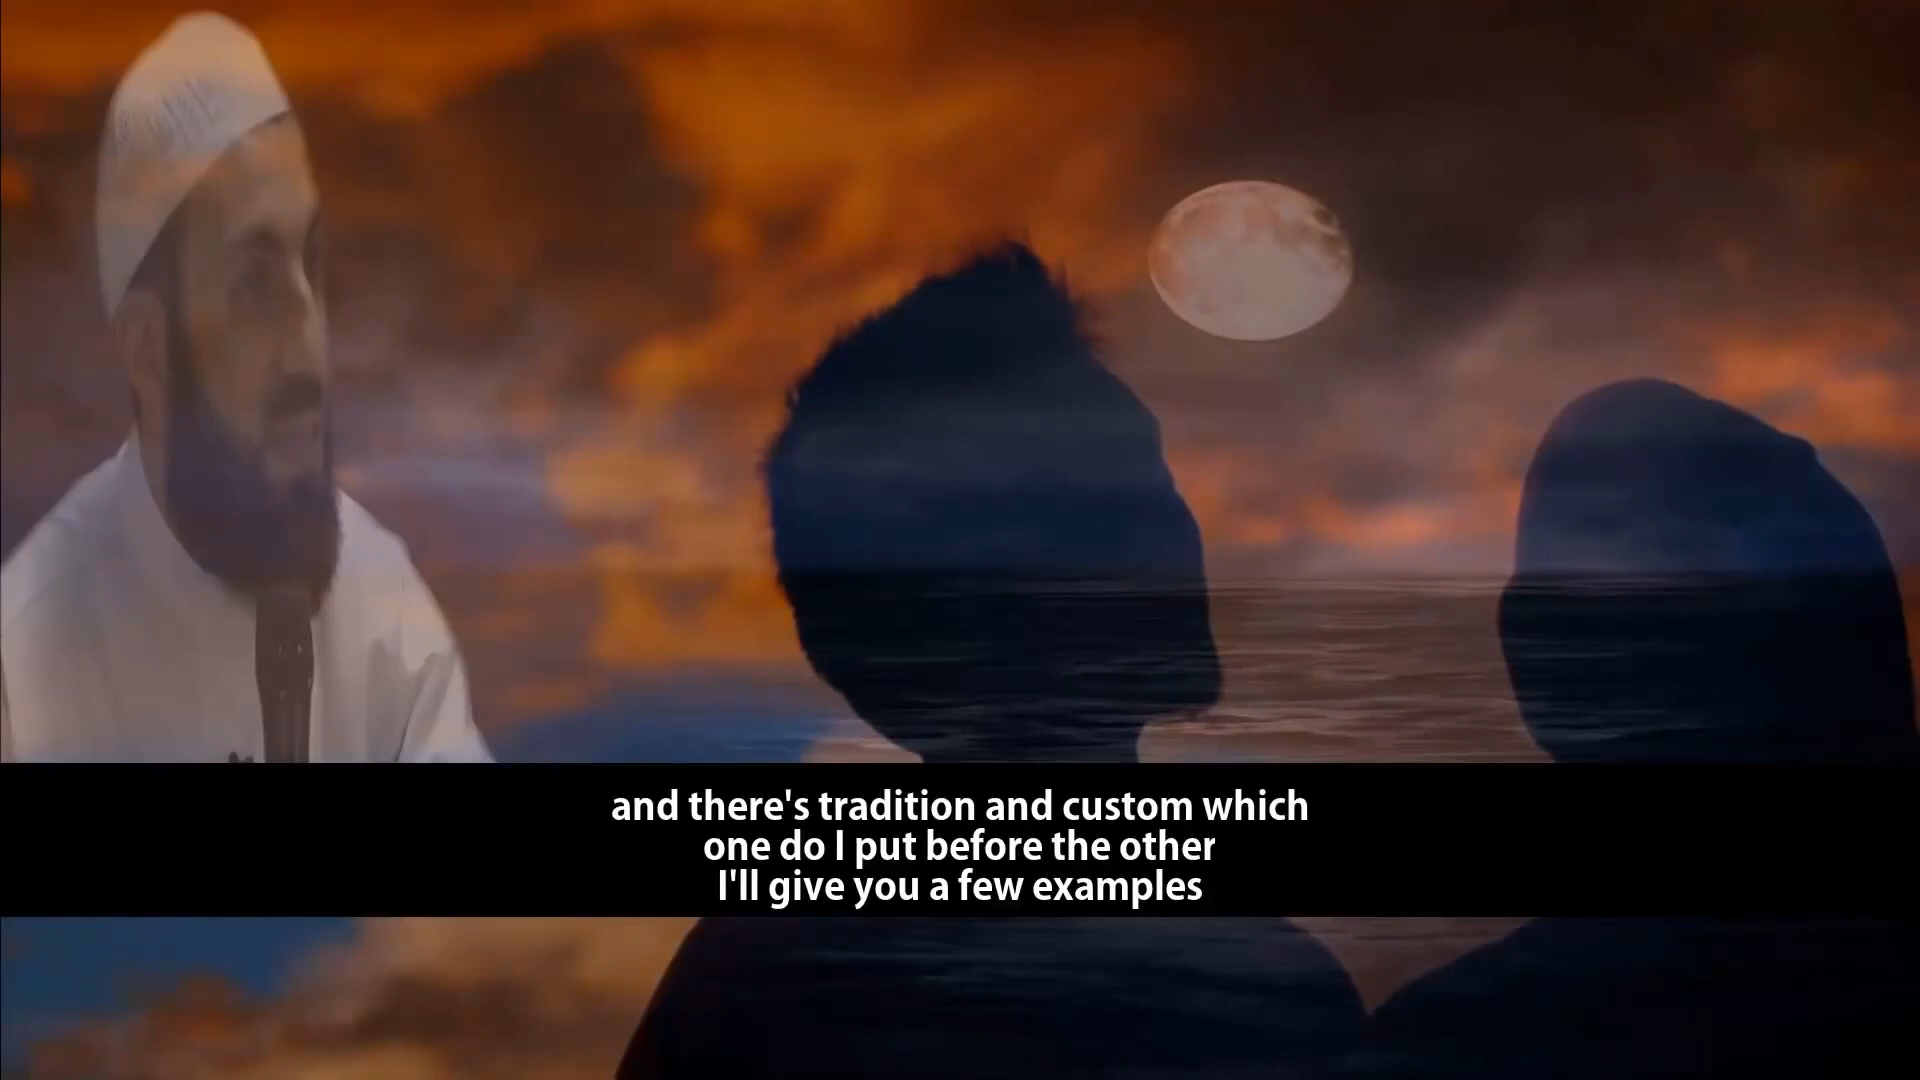 and there's tradition and custom which
one do I put before the other
I'll give you a few examples